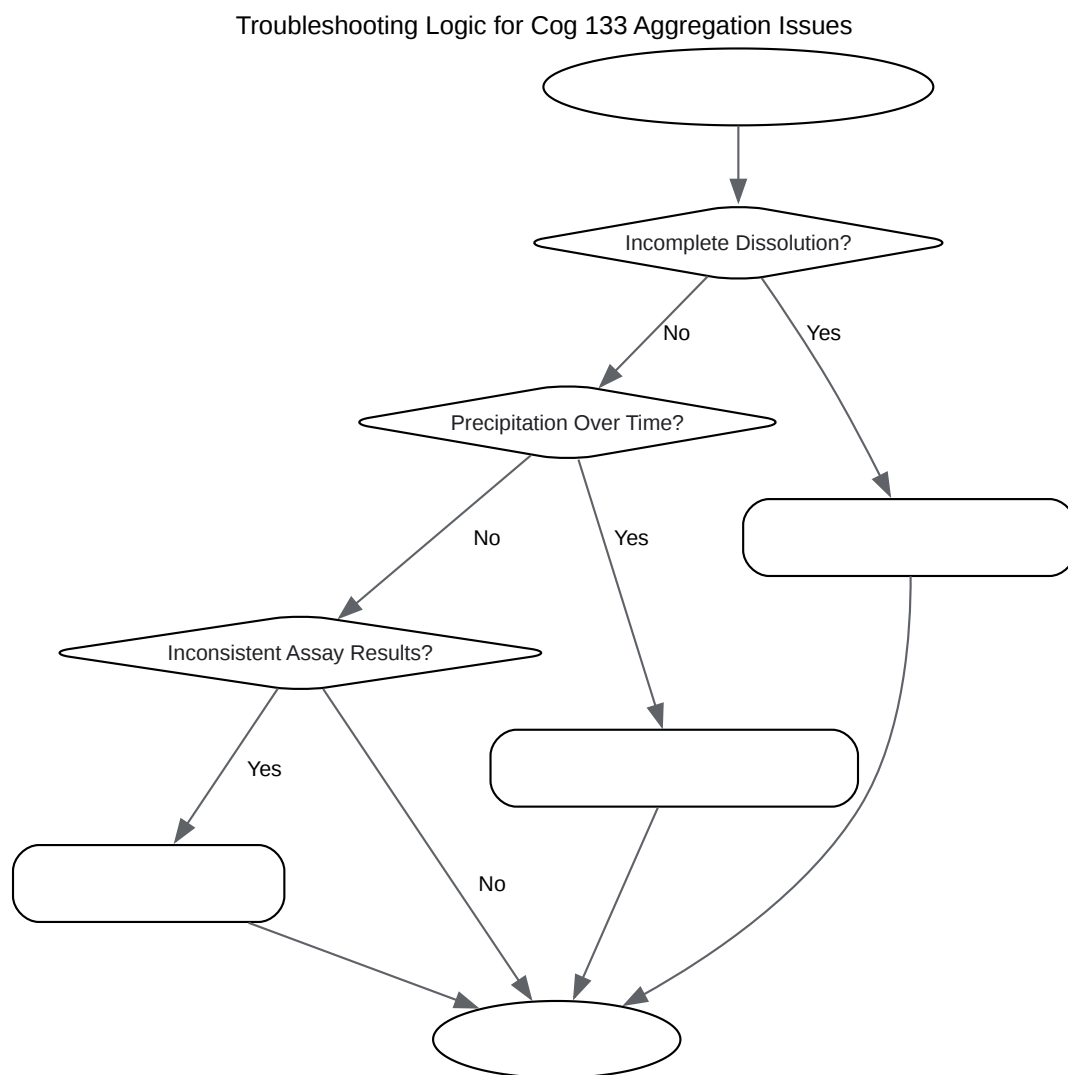 Troubleshooting Logic for Cog 133 Aggregation Issues
Incomplete Dissolution?
No
Yes
Precipitation Over Time?
No
Yes
Inconsistent Assay Results?
Yes
No